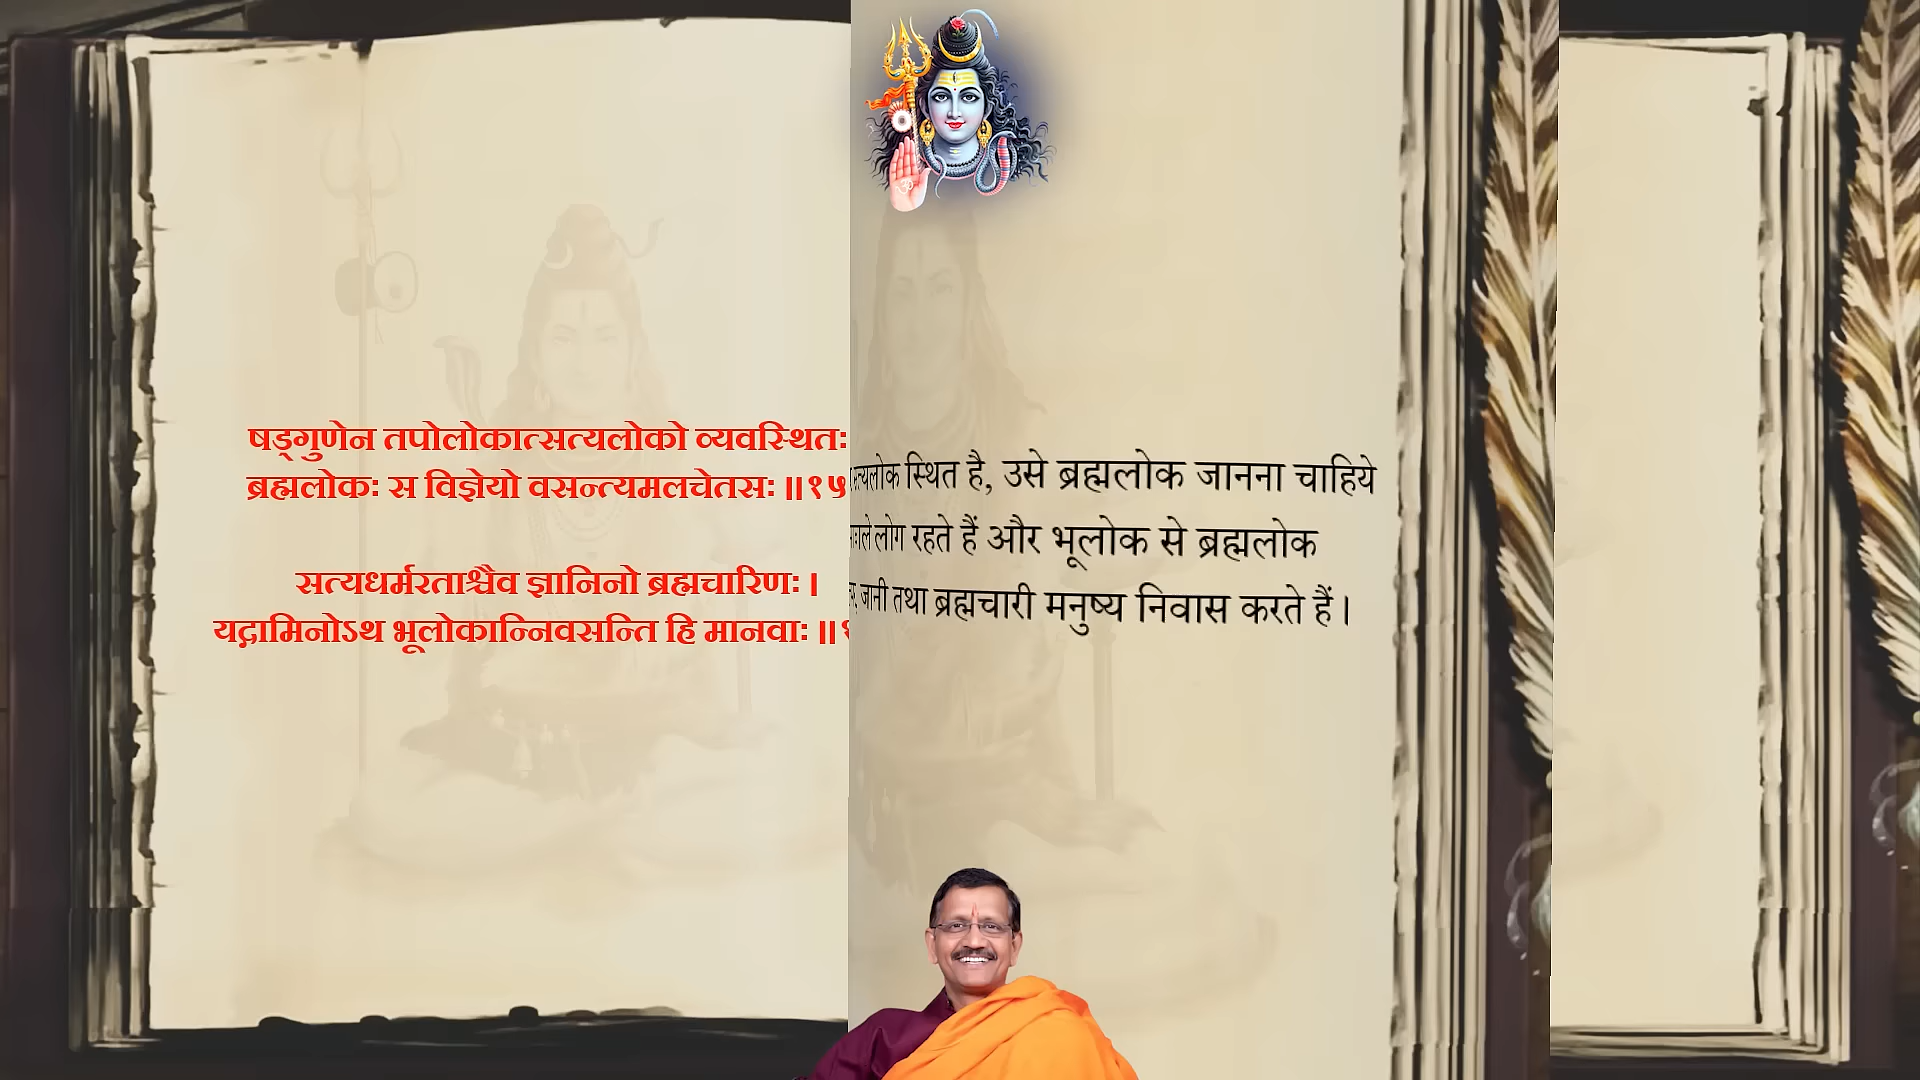 षड्गुणेन तपोलोकात्सत्यलोको व्यवस्थितः
ब्रह्मलोकः स विज्ञेयो वसन्त्यमलचेतसः ॥१५
सत्यधर्मरताश्चैव ज्ञानिनो ब्रह्मचारिणः ।
यद्गामिनोऽथ भूलोकान्निवसन्ति हि मानवाः ॥
स्थित है, उसे ब्रह्मलोक जानना चाहिये
लोग रहते हैं और भूलोक से ब्रह्मलोक
तथा ब्रह्मचारी मनुष्य निवास करते हैं।